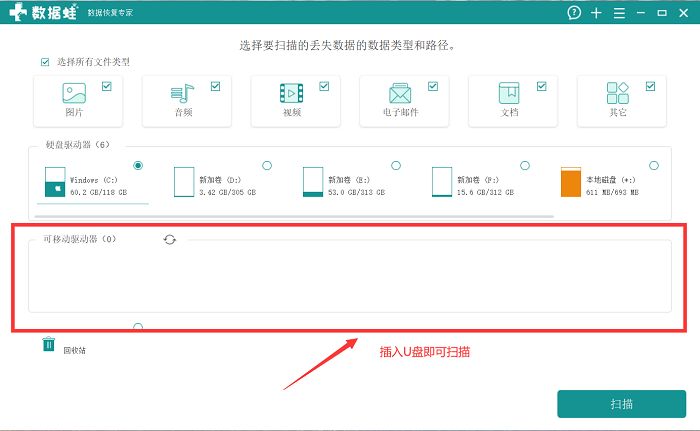 数据蛙 数据恢复专家
选择要扫描的丢失数据的数据类型和路径。
选择所有文件类型
图片 音频 视频 电子邮件 文档 其它
硬盘驱动器 (6)
Windows (C:) 新加卷 (D:) 新加卷 (E:) 新加卷 (F:) 本地磁盘 (*:)
60.2 GB/118 GB 3.42 GB/305 GB 53.0 GB/313 GB 15.6 GB/312 GB 611 MB/693 MB
可移动驱动器 (0)
回收站
插入U盘即可扫描
扫描